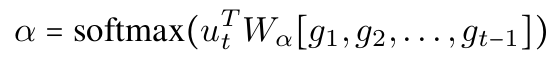 α = softmax(u_t^T W_α[g_1, g_2, . . . , g_{t−1}])